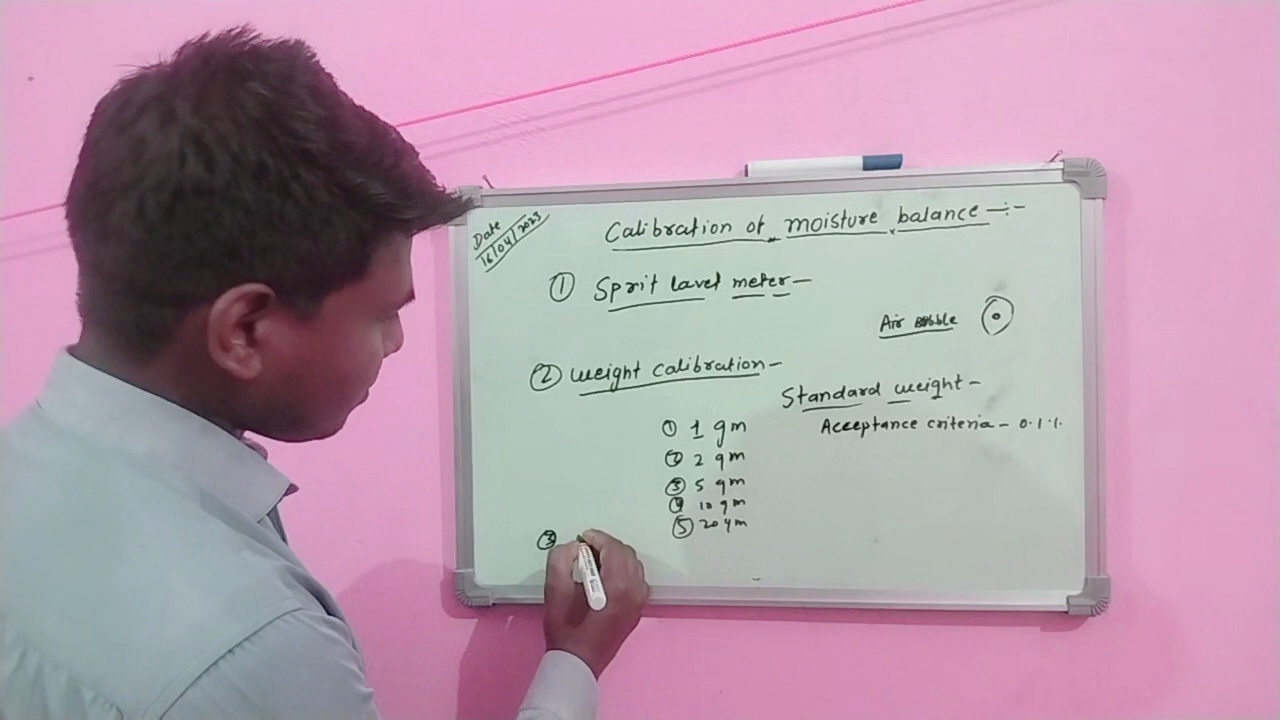 Date
16/04/2023
Calibration of moisture balance -:-
① Sprit lavel meter-
Air bubble
② weight calibration-
Standard weight-
Acceptance criteria - 0.1%
① 1 gm
② 2 gm
③ 5 gm
④ 10 gm
⑤ 20 gm
③